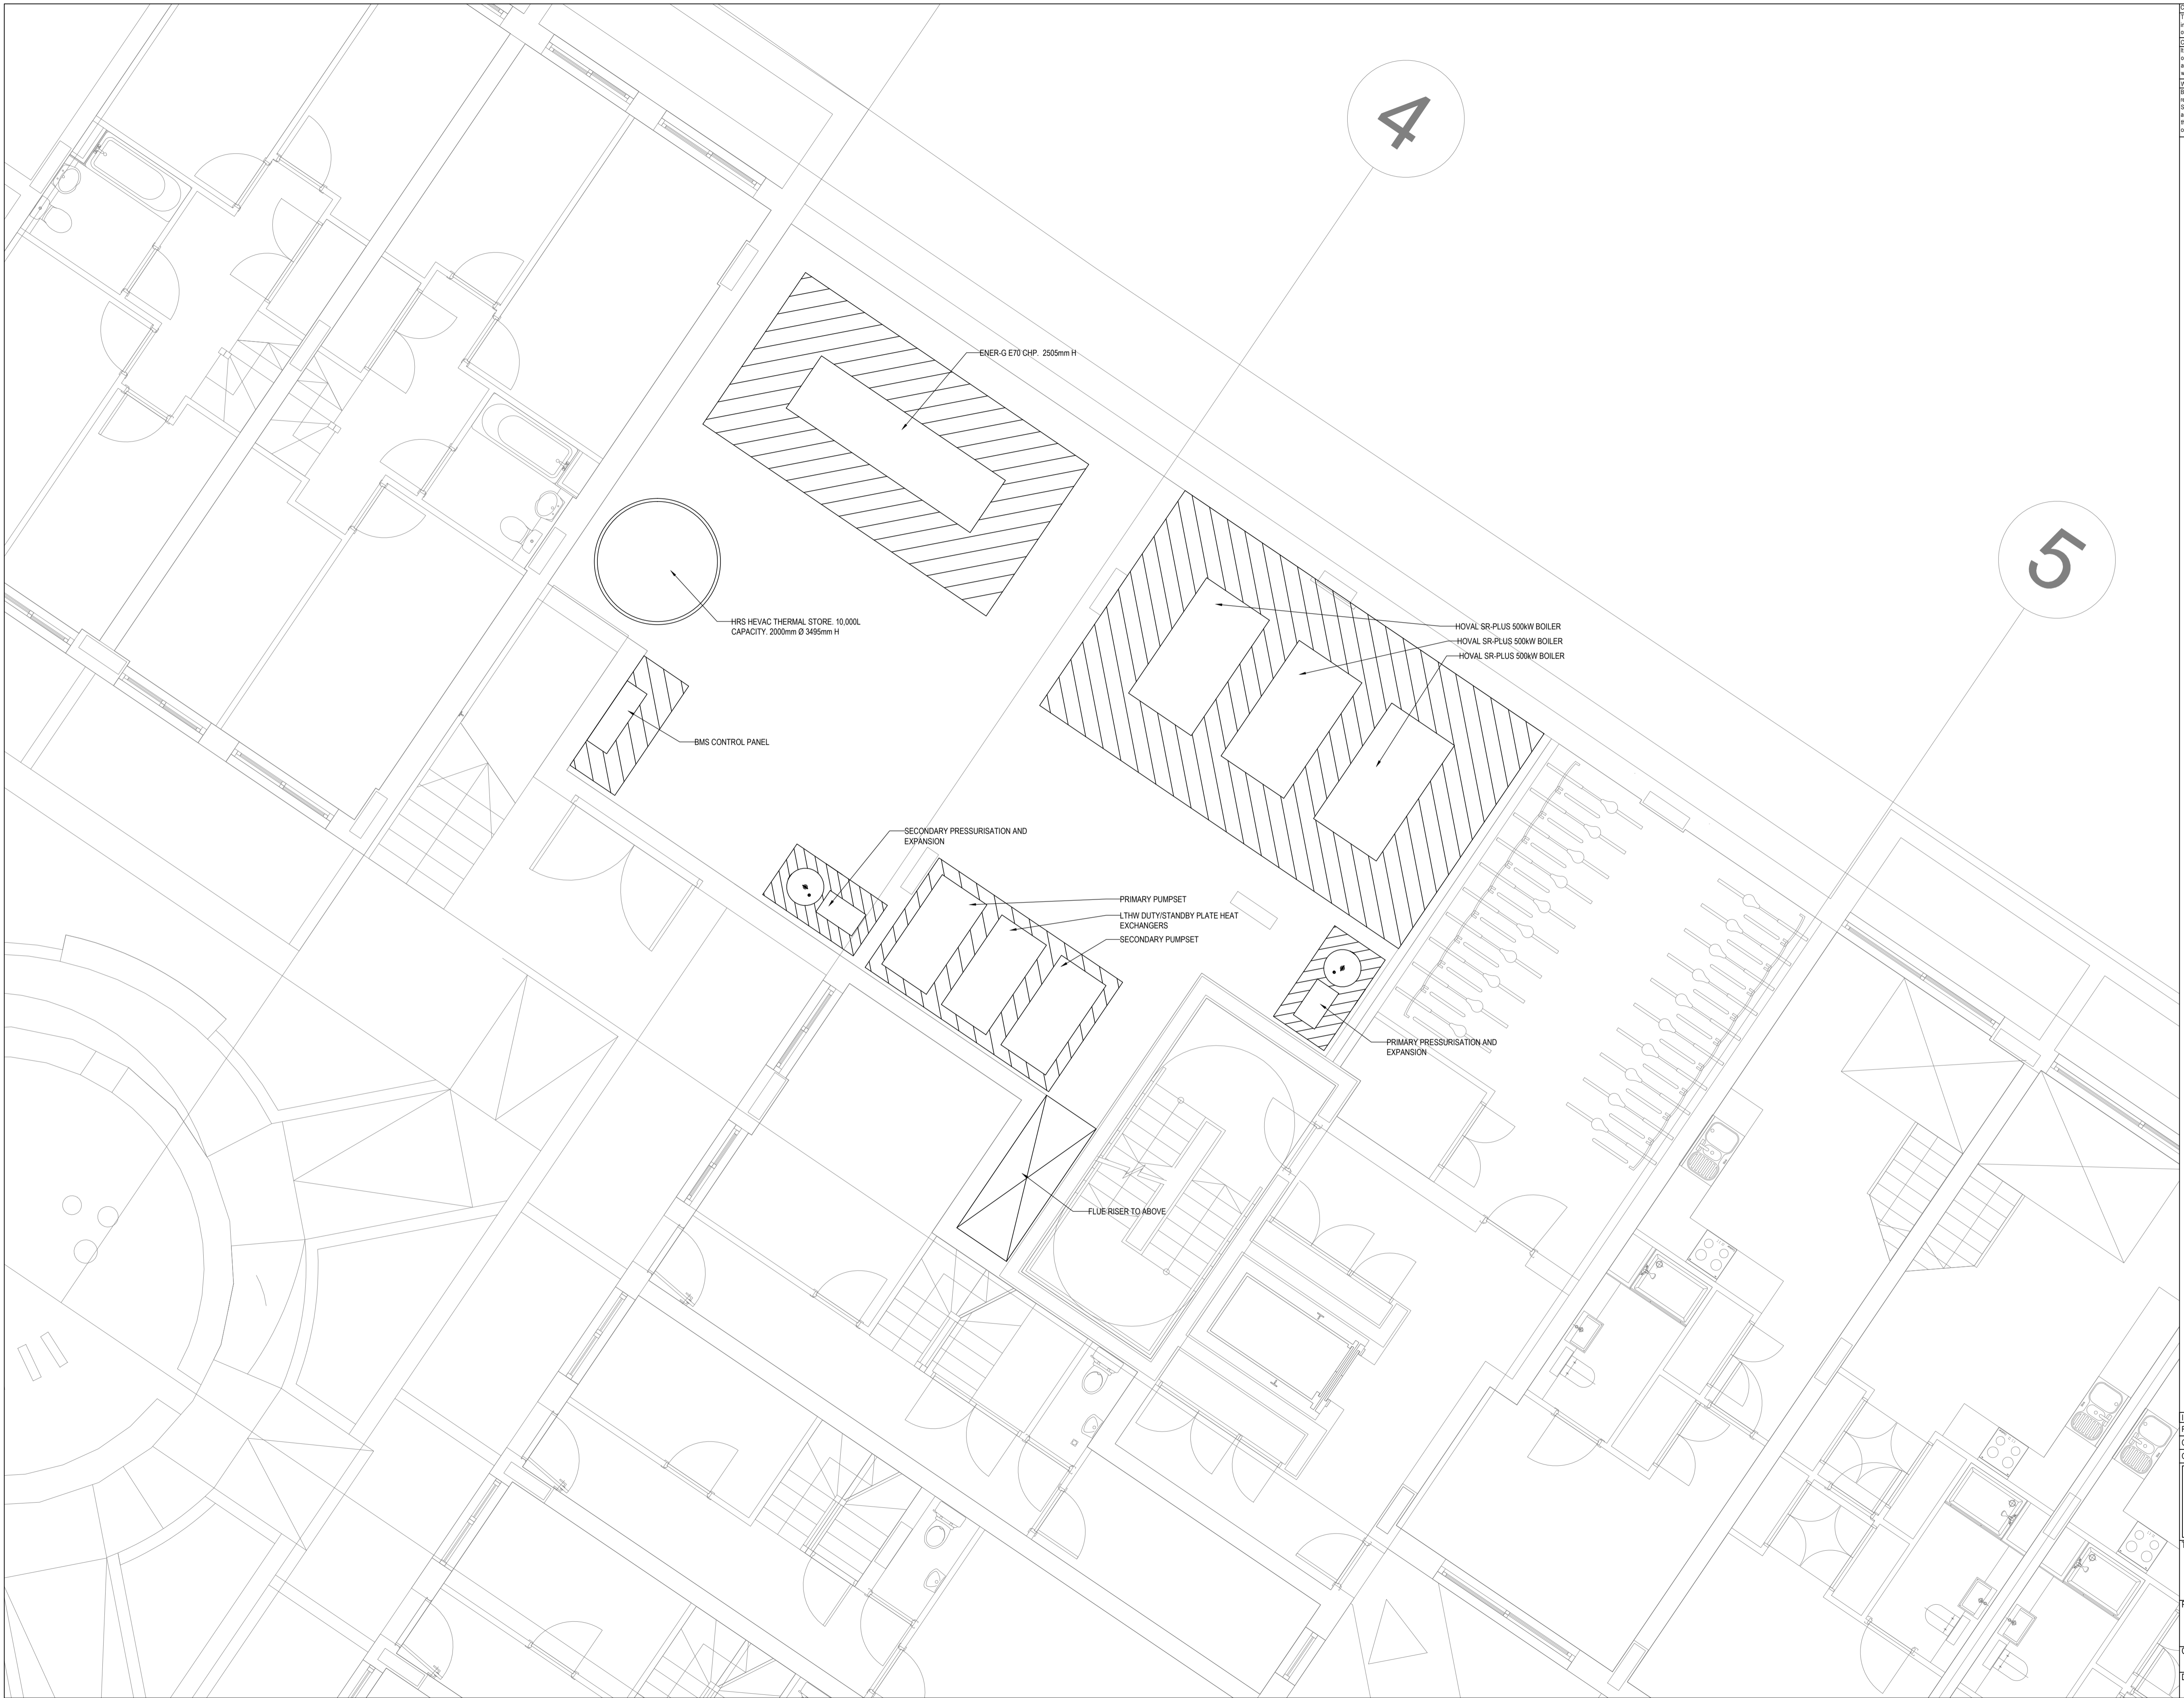 4
ENER-G E70 CHP. 2505mm H
5
HRS HEVAC THERMAL STORE. 10,000L
CAPACITY. 2000mm Ø 3495mm H
HOVAL SR-PLUS 500kW BOILER
HOVAL SR-PLUS 500kW BOILER
HOVAL SR-PLUS 500kW BOILER
BMS CONTROL PANEL
SECONDARY PRESSURISATION AND
EXPANSION
PRIMARY PUMPSET
LTHW DUTY/STANDBY PLATE HEAT
EXCHANGERS
SECONDARY PUMPSET
PRIMARY PRESSURISATION AND
EXPANSION
FLUE RISER TO ABOVE